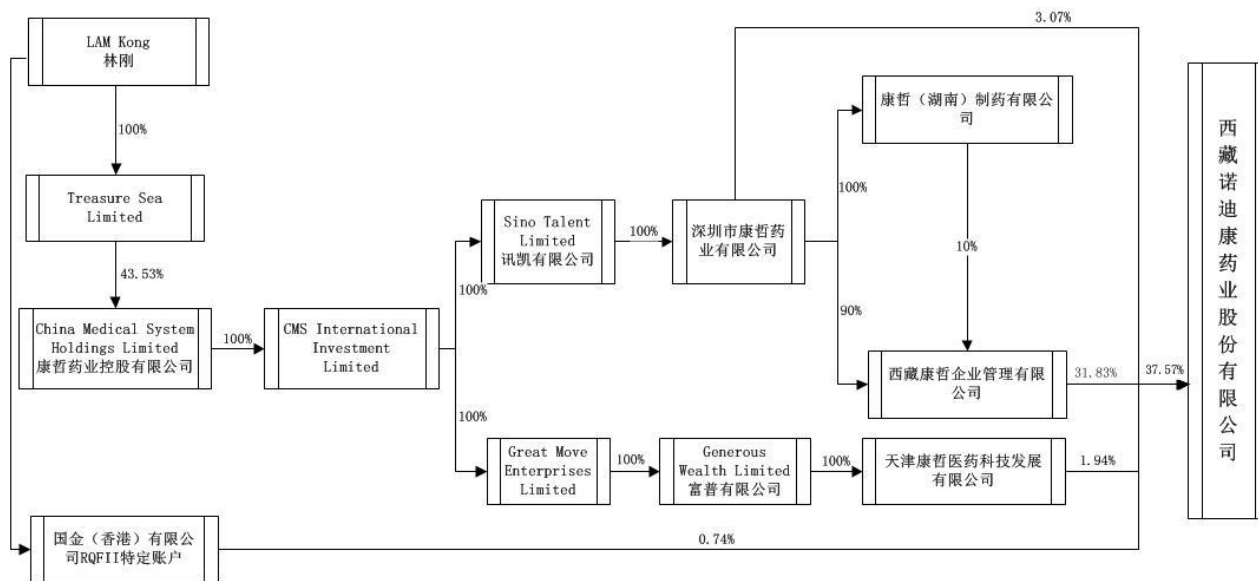 3.07%
LAM Kong
林刚
100%
Treasure Sea
Limited
43.53%
China Medical System
Holdings Limited
康哲药业控股有限公司
100%
CMS International
Investment
Limited
100%
100%
Sino Talent
Limited
讯凯有限公司
100%
深圳市康哲药
业有限公司
100%
90%
康哲（湖南）制药有限公
司
10%
西藏康哲企业管理有限
公司
31.83%
37.57%
Great Move
Enterprises
Limited
100%
Generous
Wealth Limited
富普有限公司
100%
天津康哲医药科技发展
有限公司
1.94%
国金（香港）有限公
司RQFII特定账户
0.74%
西藏诺迪康药业股份有限公司